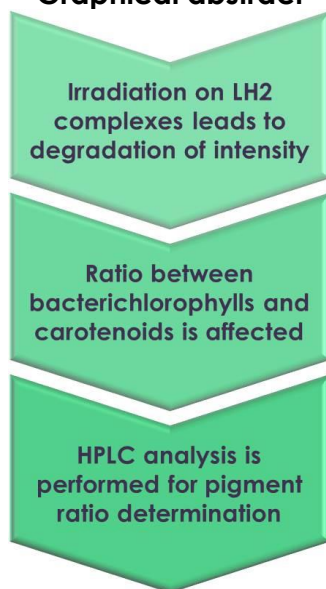 Graphical abstract
Irradiation on LH2
complexes leads to
degradation of intensity
Ratio between
bacterichlorophylls and
carotenoids is affected
HPLC analysis is
performed for pigment
ratio determination